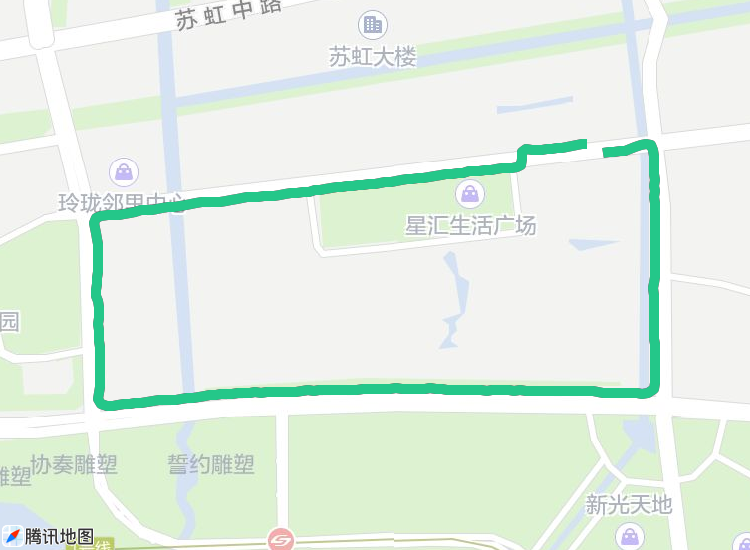 苏虹中路
苏虹大楼
玲珑邻里中心
星汇生活广场
园
协奏雕塑
誓约雕塑
雕塑
新光天地
腾讯地图